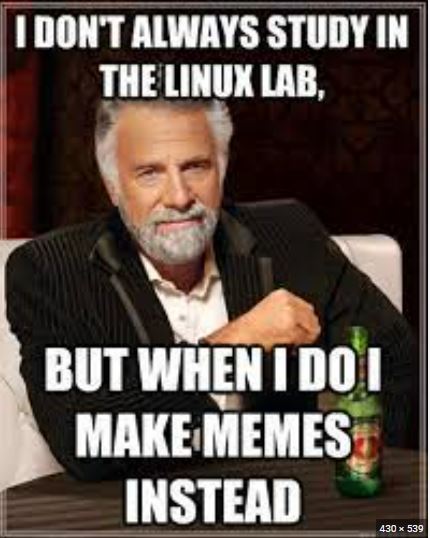 I DON'T ALWAYS STUDY IN
THE LINUX LAB,
BUT WHEN I DO I
MAKE MEMES
INSTEAD
430 × 539